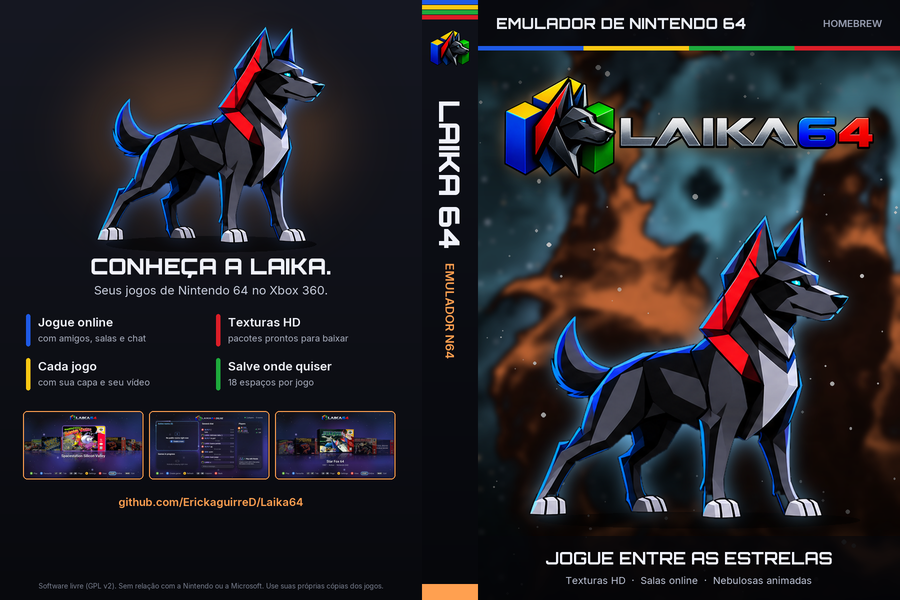 CONHEÇA A LAIKA.
Seus jogos de Nintendo 64 no Xbox 360.
Jogue online
com amigos, salas e chat
Texturas HD
pacotes prontos para baixar
Cada jogo
com sua capa e seu vídeo
Salve onde quiser
18 espaços por jogo
github.com/ErickaguirreD/Laika64
Software livre (GPL v2). Sem relação com a Nintendo ou a Microsoft. Use suas próprias cópias dos jogos.
LAIKA 64
EMULADOR N64
EMULADOR DE NINTENDO 64
HOMEBREW
LAIKA64
JOGUE ENTRE AS ESTRELAS
Texturas HD · Salas online · Nebulosas animadas